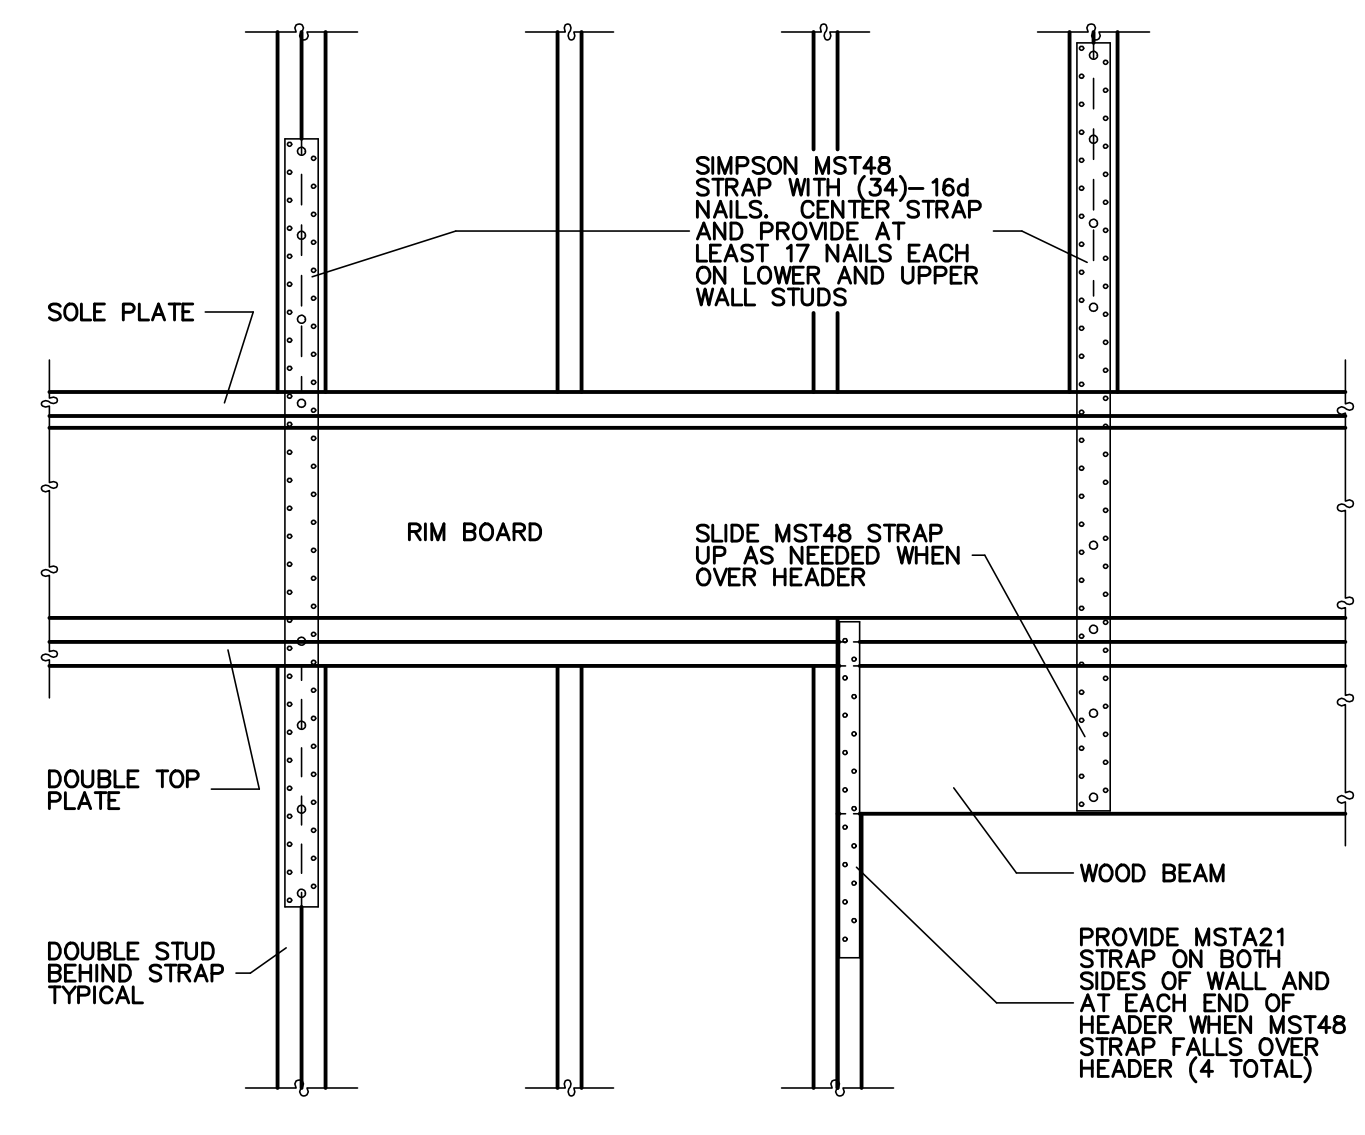 SIMPSON MST48
STRAP WITH (34)-16d
NAILS. CENTER STRAP
AND PROVIDE AT
LEAST 17 NAILS EACH
ON LOWER AND UPPER
WALL STUDS
SOLE PLATE
RIM BOARD
SLIDE MST48 STRAP
UP AS NEEDED WHEN
OVER HEADER
DOUBLE TOP
PLATE
WOOD BEAM
DOUBLE STUD
BEHIND STRAP
TYPICAL
PROVIDE MSTA21
STRAP ON BOTH
SIDES OF WALL AND
AT EACH END OF
HEADER WHEN MST48
STRAP FALLS OVER
HEADER (4 TOTAL)